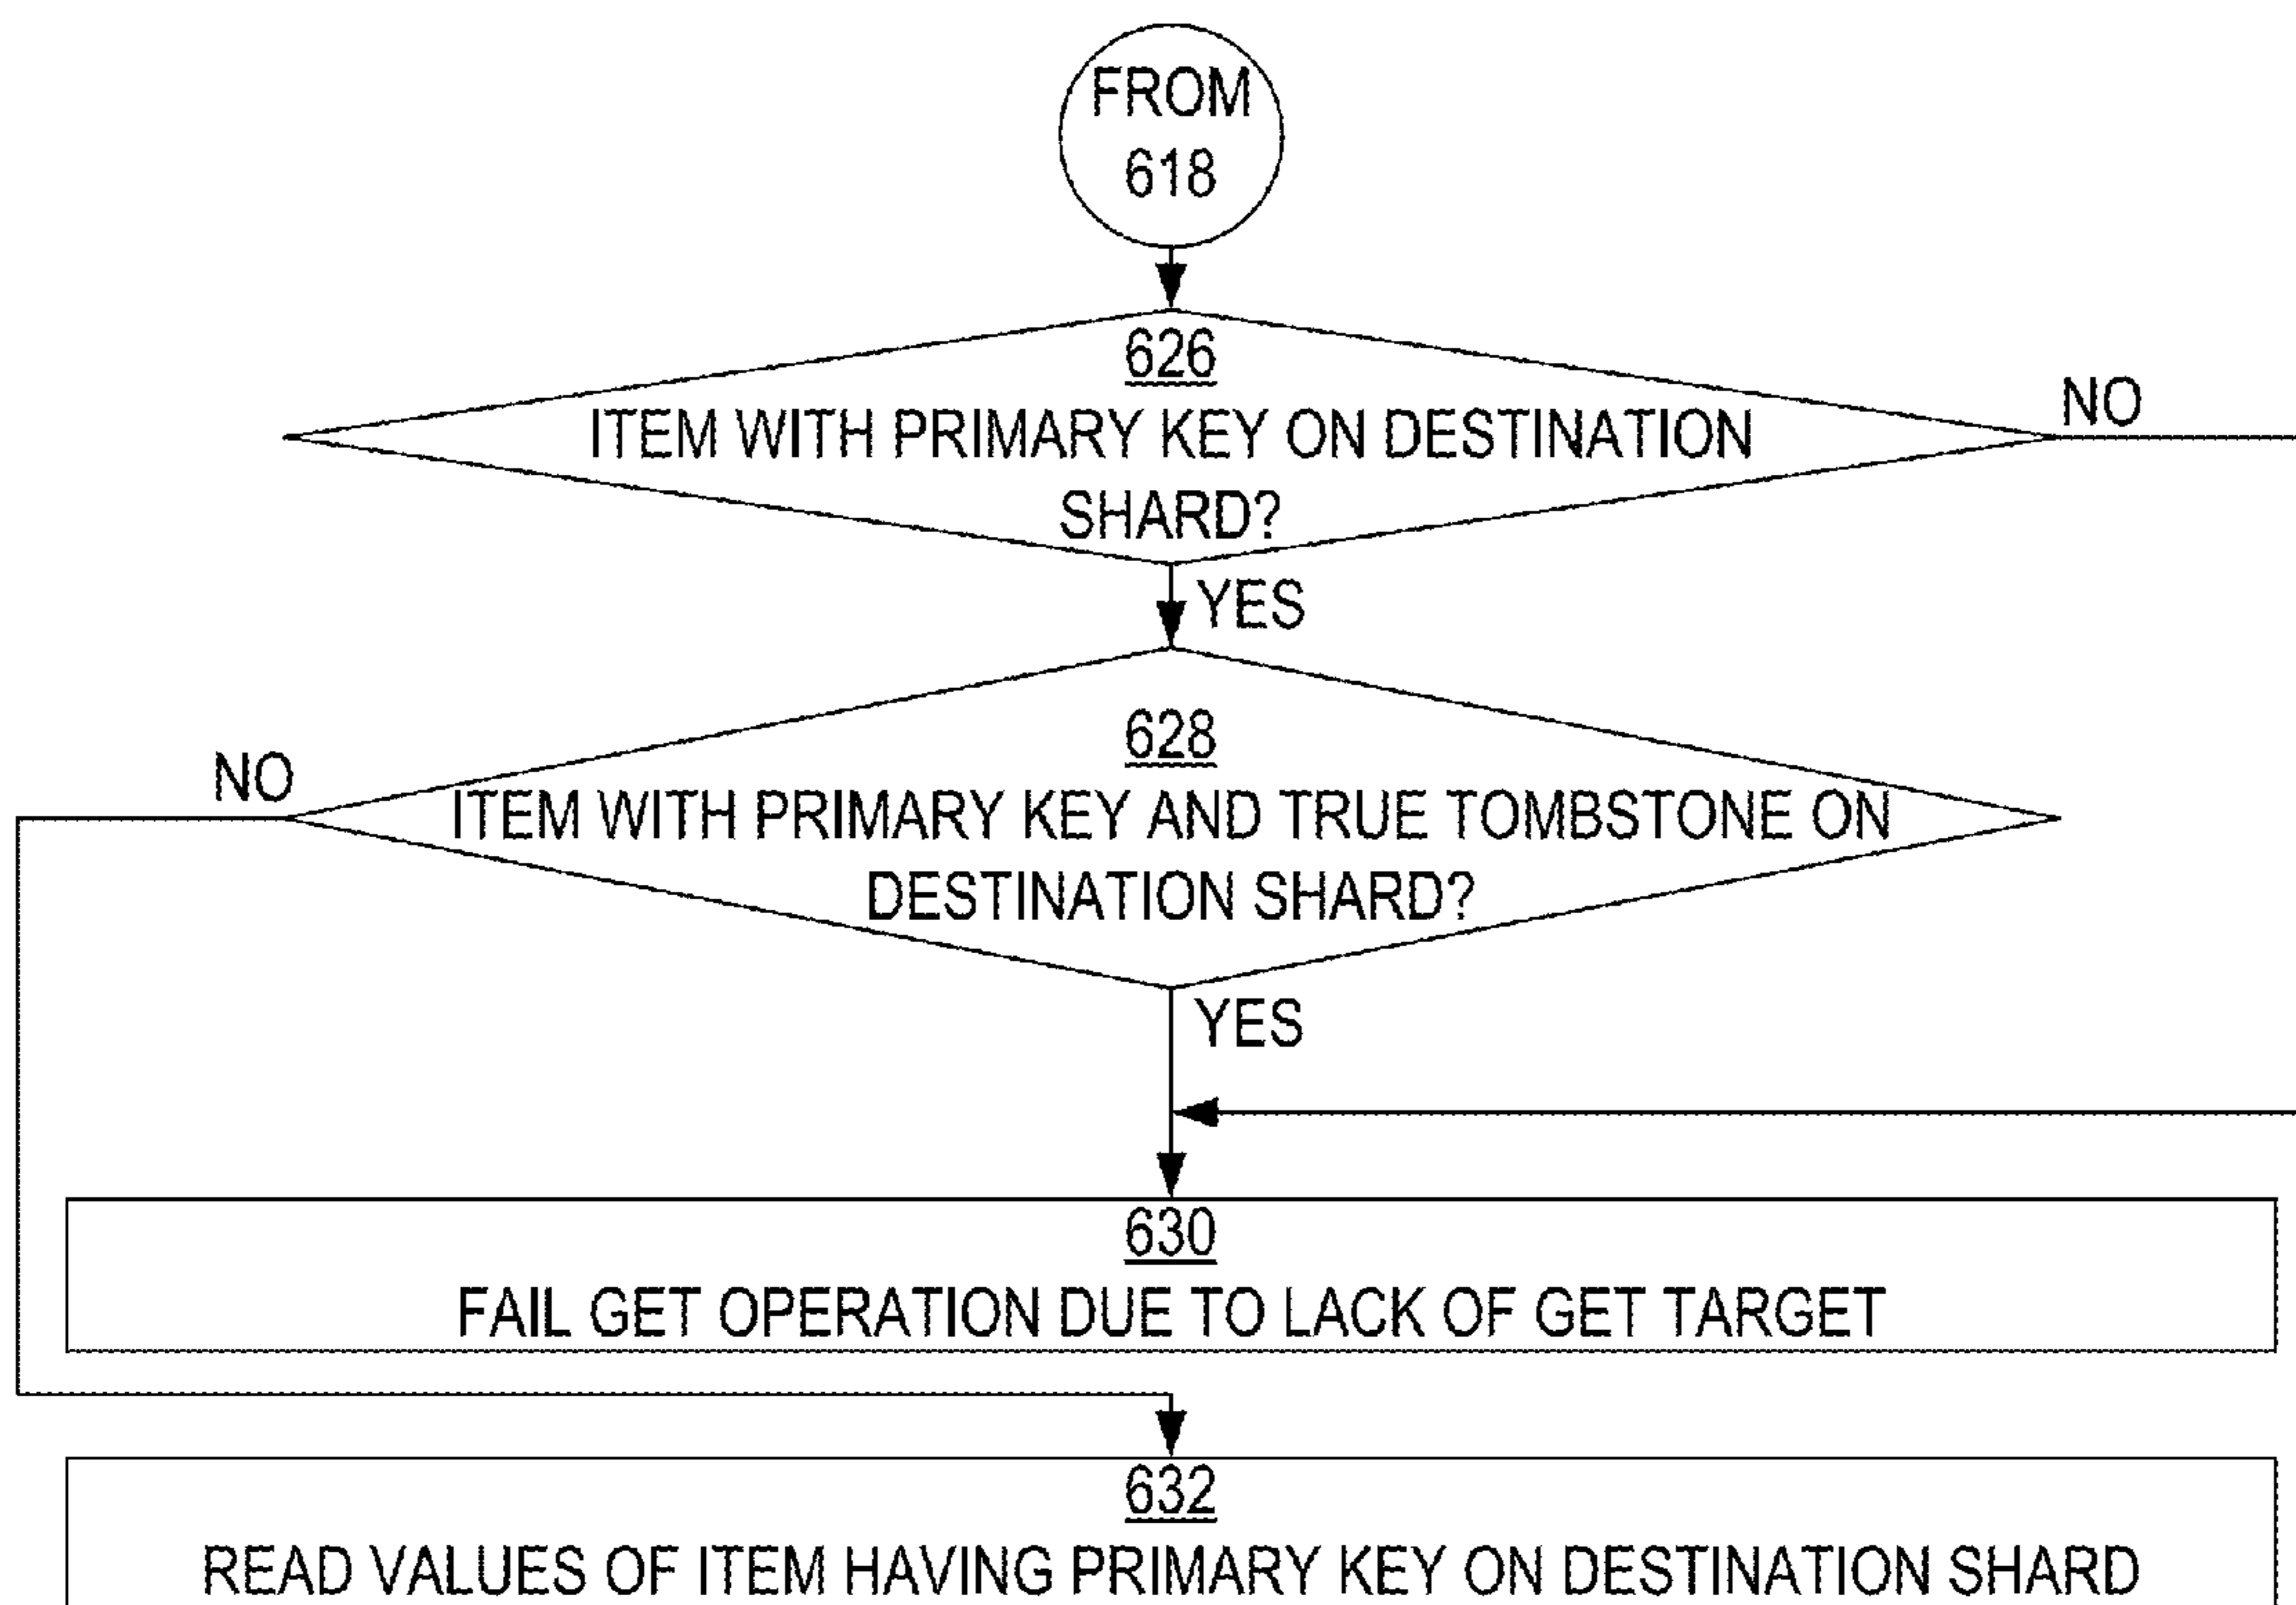 FROM
618
626
ITEM WITH PRIMARY KEY ON DESTINATION
SHARD?
NO
YES
628
ITEM WITH PRIMARY KEY AND TRUE TOMBSTONE ON
DESTINATION SHARD?
NO
YES
630
FAIL GET OPERATION DUE TO LACK OF GET TARGET
632
READ VALUES OF ITEM HAVING PRIMARY KEY ON DESTINATION SHARD